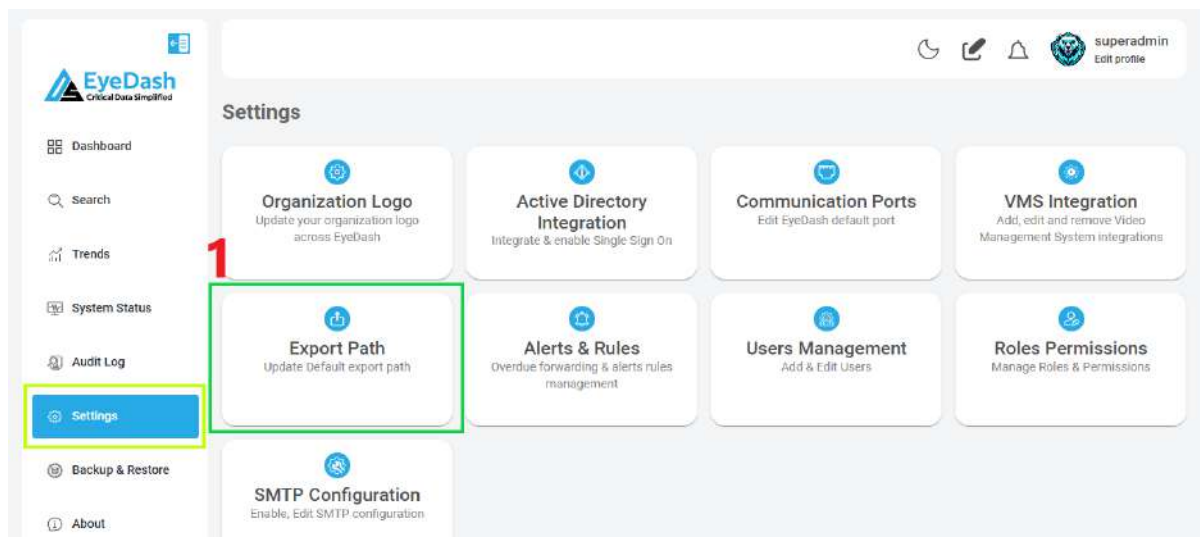 EyeDash
Critical Data Simplified
superadmin
Edit profile
Settings
Dashboard
Search
Trends
System Status
Audit Log
Settings
Backup & Restore
About
Organization Logo
Update your organization logo
across EyeDash
Active Directory
Integration
Integrate & enable Single Sign On
Communication Ports
Edit EyeDash default port
VMS Integration
Add, edit and remove Video
Management System integrations
1
Export Path
Update Default export path
Alerts & Rules
Overdue forwarding & alerts rules
management
Users Management
Add & Edit Users
Roles Permissions
Manage Roles & Permissions
SMTP Configuration
Enable, Edit SMTP configuration